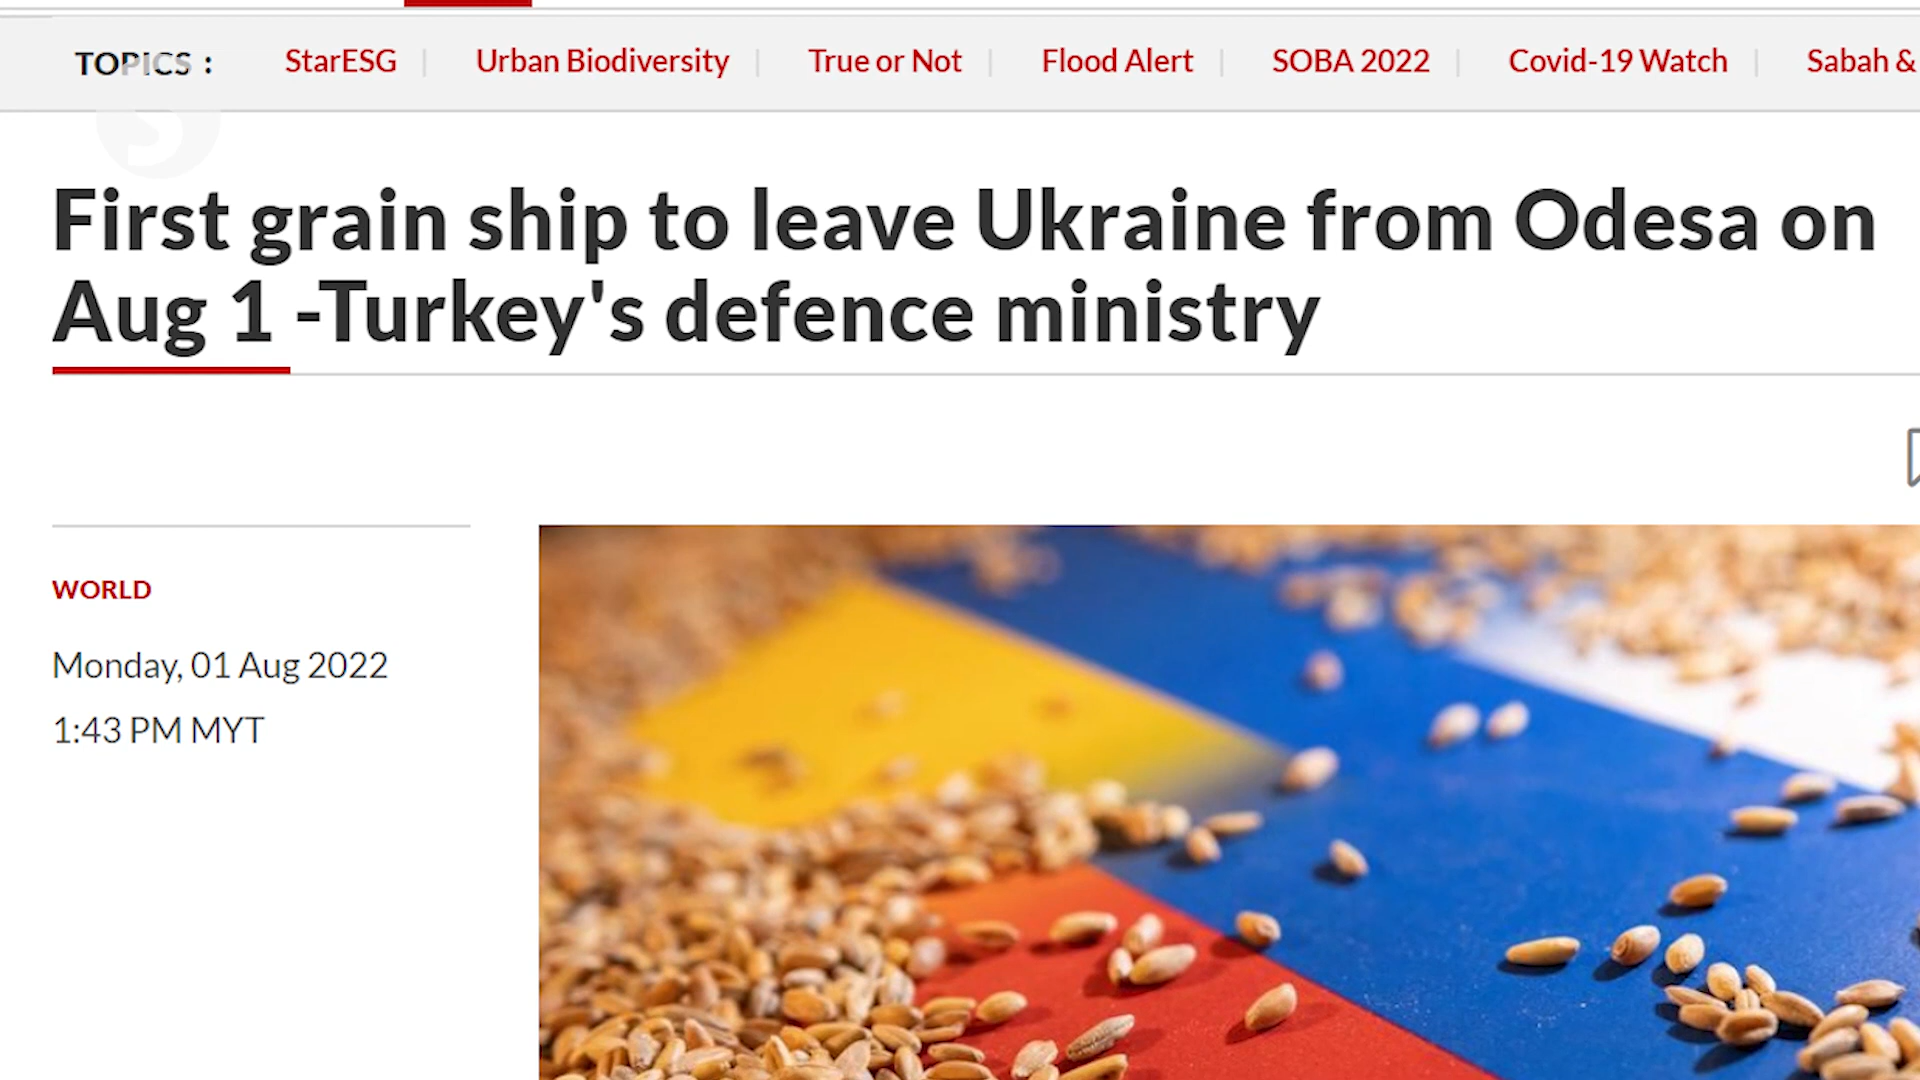 TOPICS :
StarESG
Urban Biodiversity
True or Not
Flood Alert
SOBA 2022
Covid-19 Watch
Sabah &
First grain ship to leave Ukraine from Odesa on
Aug 1 -Turkey's defence ministry
WORLD
Monday, 01 Aug 2022
1:43 PM MYT